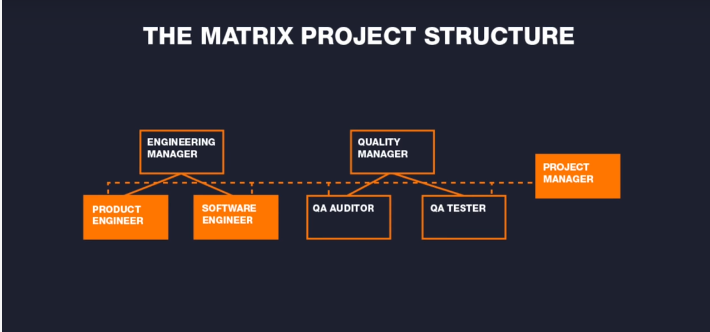 THE MATRIX PROJECT STRUCTURE
ENGINEERING
MANAGER
QUALITY
MANAGER
PROJECT
MANAGER
PRODUCT
ENGINEER
SOFTWARE
ENGINEER
QA AUDITOR
QA TESTER